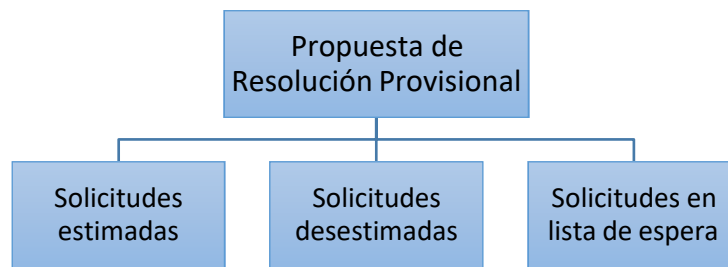 Propuesta de
Resolución Provisional
Solicitudes
estimadas
Solicitudes
desestimadas
Solicitudes en
lista de espera